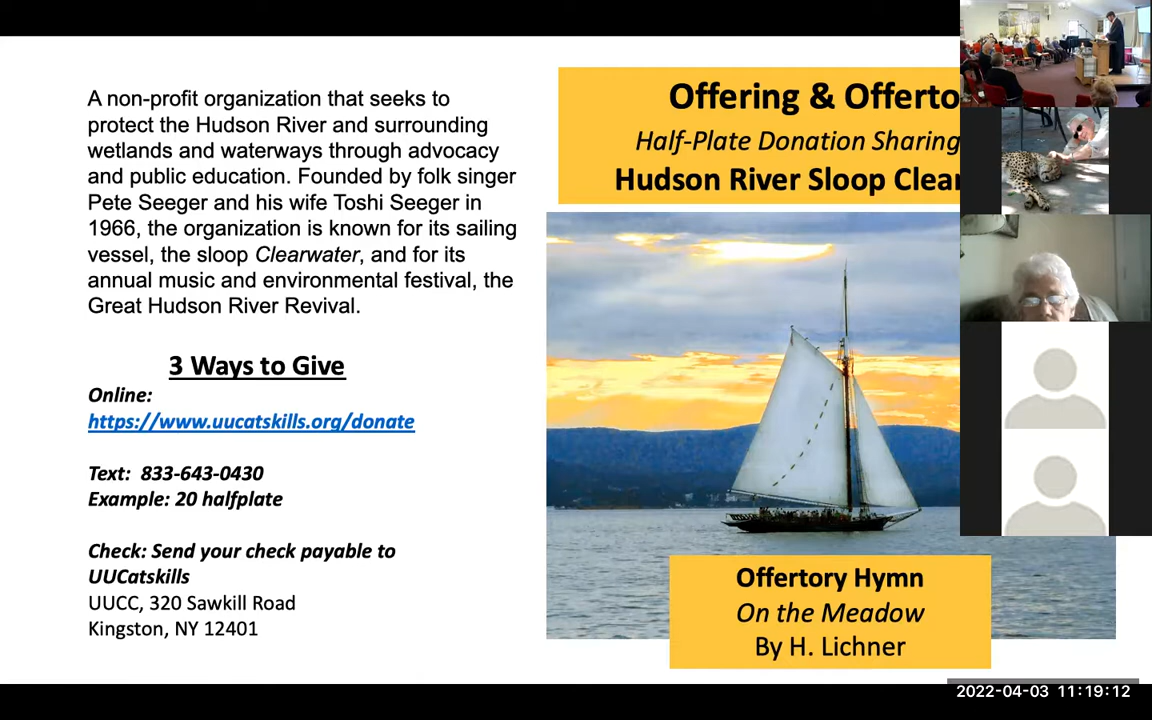 A non-profit organization that seeks to
protect the Hudson River and surrounding
wetlands and waterways through advocacy
and public education. Founded by folk singer
Pete Seeger and his wife Toshi Seeger in
1966, the organization is known for its sailing
vessel, the sloop Clearwater, and for its
annual music and environmental festival, the
Great Hudson River Revival.
3 Ways to Give
Online:
https://www.uucatskills.org/donate
Text: 833-643-0430
Example: 20 halfplate
Check: Send your check payable to
UUCatskills
UUCC, 320 Sawkill Road
Kingston, NY 12401
Offering & Offerto
Half-Plate Donation Sharing
Hudson River Sloop Clear
Offertory Hymn
On the Meadow
By H. Lichner
2022-04-03 11:19:12